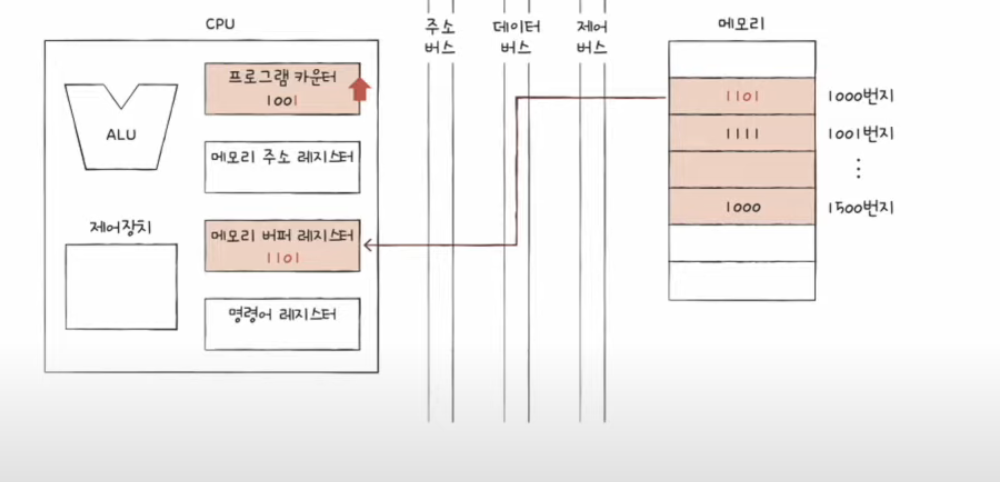 CPU
주소
버스
데이터
버스
제어
버스
메모리
프로그램 카운터
1001
ALU
메모리 주소 레지스터
제어장치
메모리 버퍼 레지스터
1101
명령어 레지스터
1101
1000번지
1111
1001번지
⋮
1000
1500번지